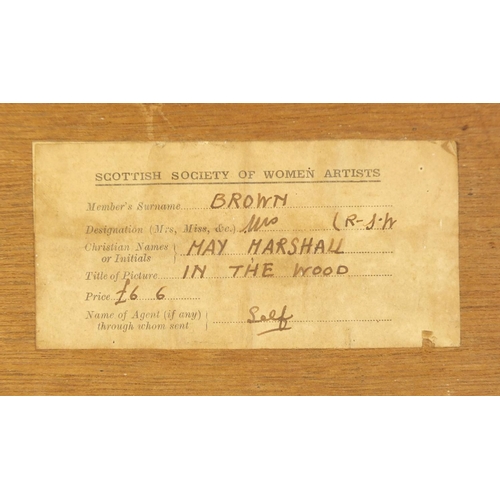 SCOTTISH SOCIETY OF WOMEN ARTISTS
Member's Surname BROWN
Designation (Mrs, Miss, &c.) Mrs (R-S-W
Christian Names or Initials } MAY MARSHALL
Title of Picture IN THE WOOD
Price £6 6
Name of Agent (if any) through whom sent } Self